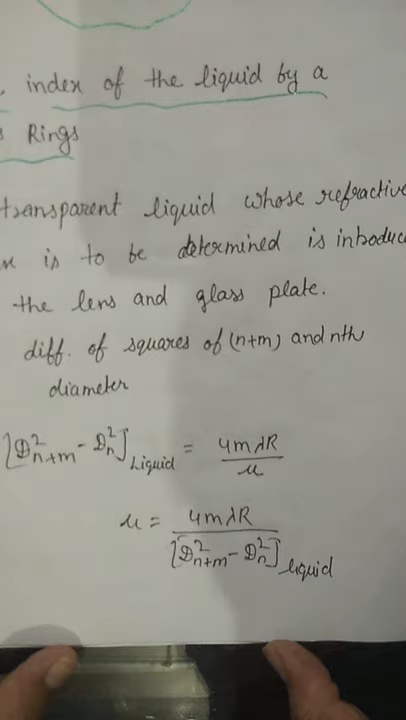 index of the liquid by a
Rings
transparent liquid whose refractive
is to be determined is introduc
the lens and glass plate.
diff. of squares of (n+m) and nth
diameter
[D²ₙ₊ₘ - D²ₙ]Liquid = 4mλR/μ
μ = 4mλR/[D²ₙ₊ₘ - D²ₙ]liquid